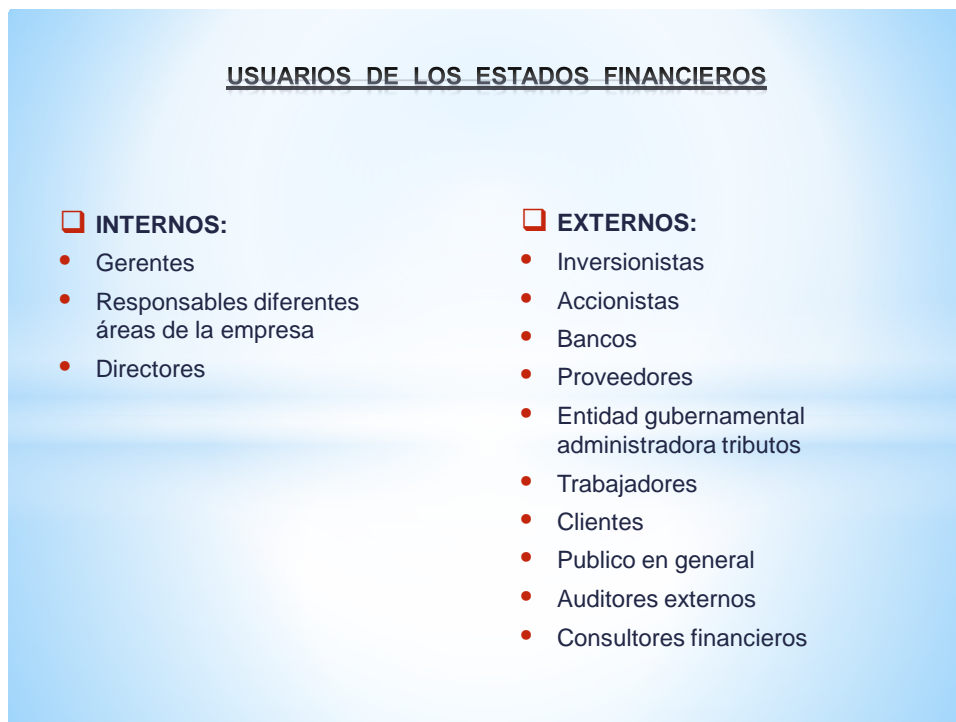 USUARIOS DE LOS ESTADOS FINANCIEROS
INTERNOS:
Gerentes
Responsables diferentes
áreas de la empresa
Directores
EXTERNOS:
Inversionistas
Accionistas
Bancos
Proveedores
Entidad gubernamental
administradora tributos
Trabajadores
Clientes
Publico en general
Auditores externos
Consultores financieros